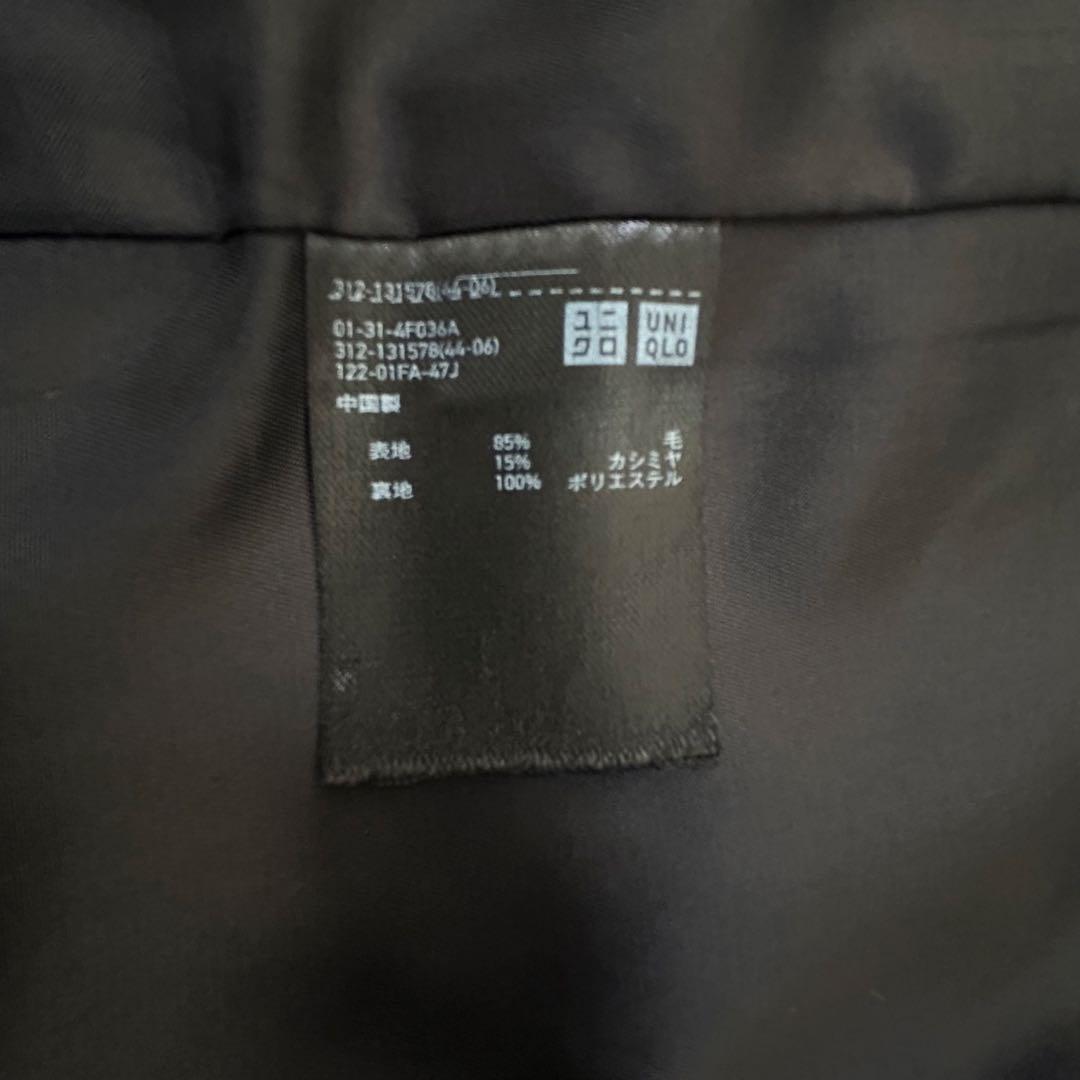 312-131578(44-06)
01-31-4F036A
312-131578(44-06)
122-01FA-47J
ユニ
クロ
UNI
QLO
中国製
表地 85% 毛
15% カシミヤ
裏地 100% ポリエステル